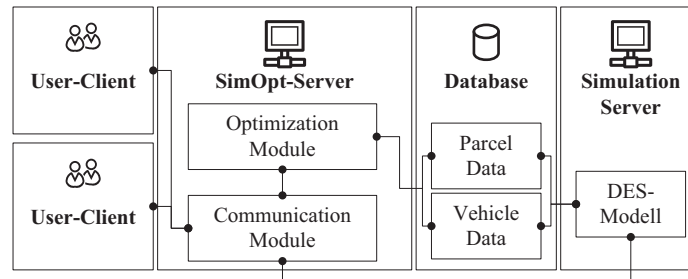 User-Client
User-Client
SimOpt-Server
Optimization
Module
Communication
Module
Database
Parcel
Data
Vehicle
Data
Simulation
Server
DES-
Modell